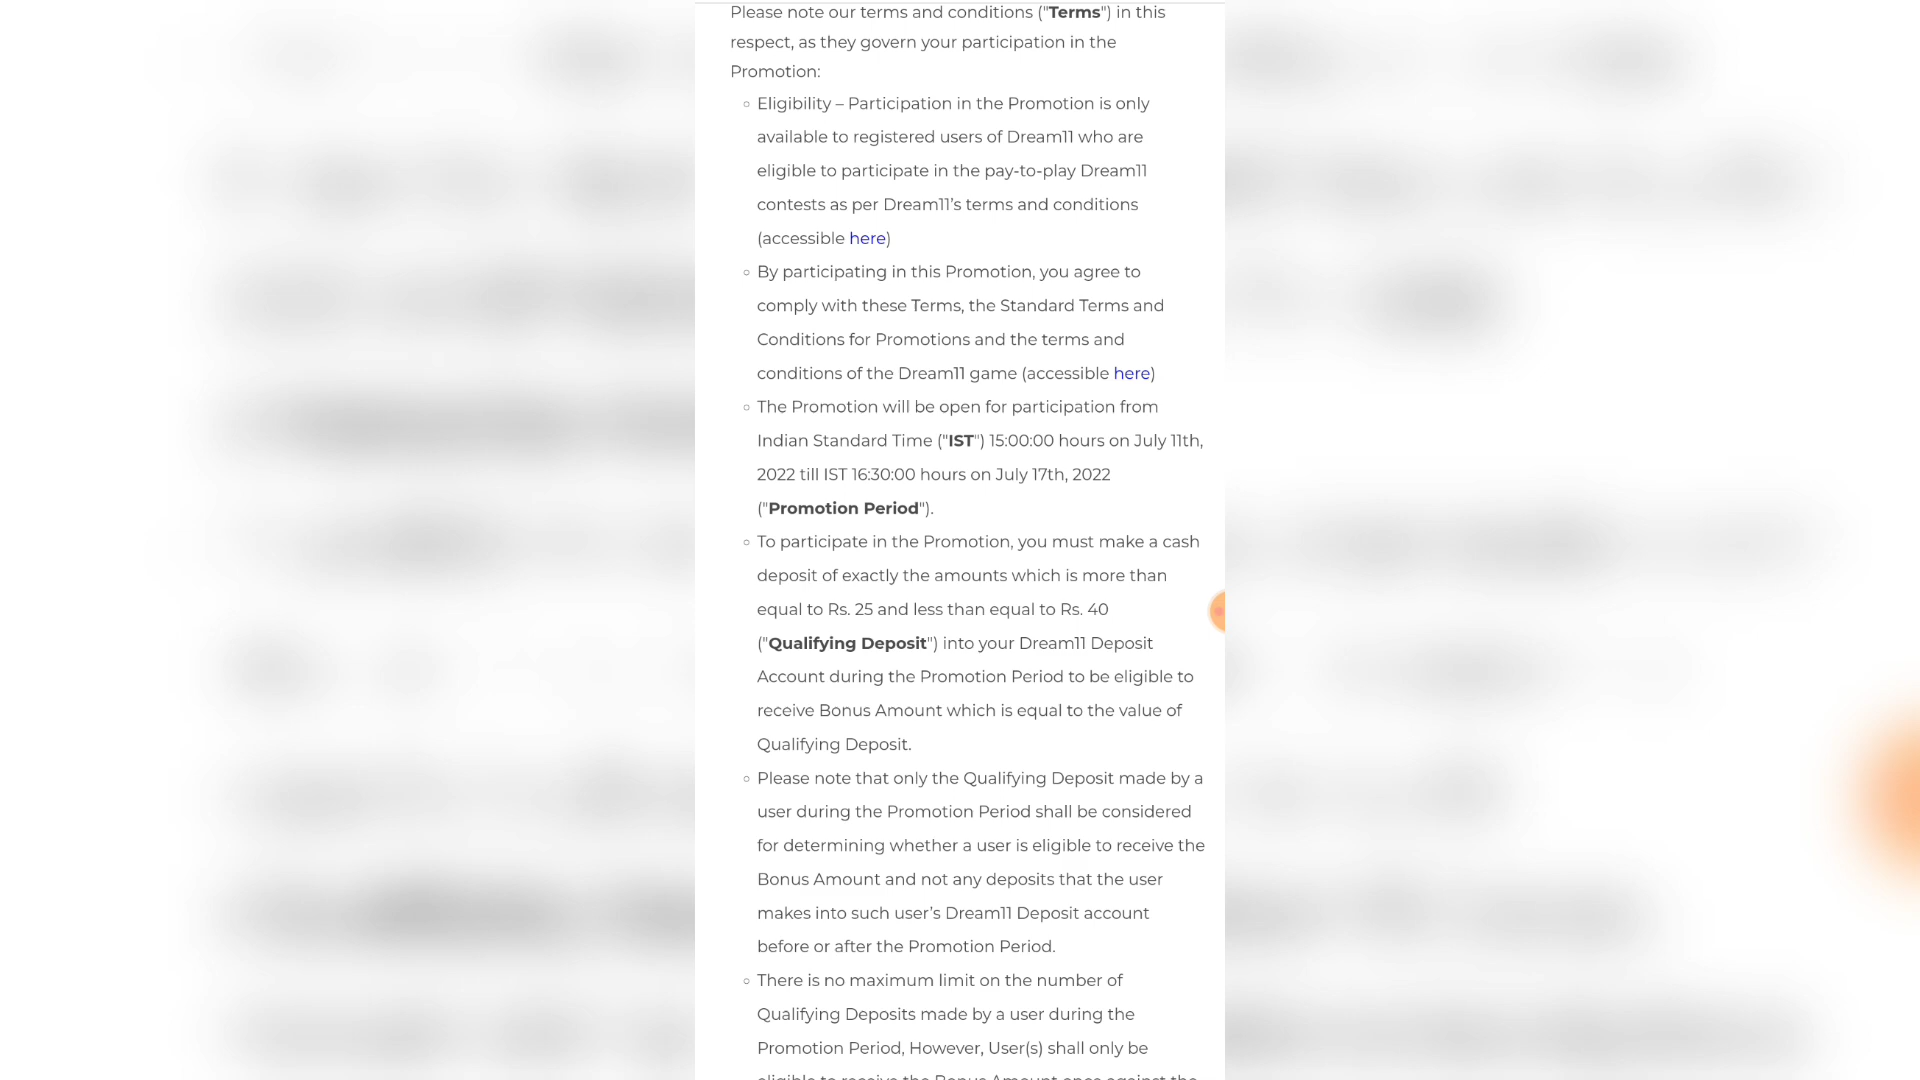 Please note our terms and conditions ("Terms") in this
respect, as they govern your participation in the
Promotion:
◦ Eligibility – Participation in the Promotion is only
available to registered users of Dream11 who are
eligible to participate in the pay-to-play Dream11
contests as per Dream11’s terms and conditions
(accessible here)
◦ By participating in this Promotion, you agree to
comply with these Terms, the Standard Terms and
Conditions for Promotions and the terms and
conditions of the Dream11 game (accessible here)
◦ The Promotion will be open for participation from
Indian Standard Time ("IST") 15:00:00 hours on July 11th,
2022 till IST 16:30:00 hours on July 17th, 2022
("Promotion Period").
◦ To participate in the Promotion, you must make a cash
deposit of exactly the amounts which is more than
equal to Rs. 25 and less than equal to Rs. 40
("Qualifying Deposit") into your Dream11 Deposit
Account during the Promotion Period to be eligible to
receive Bonus Amount which is equal to the value of
Qualifying Deposit.
◦ Please note that only the Qualifying Deposit made by a
user during the Promotion Period shall be considered
for determining whether a user is eligible to receive the
Bonus Amount and not any deposits that the user
makes into such user’s Dream11 Deposit account
before or after the Promotion Period.
◦ There is no maximum limit on the number of
Qualifying Deposits made by a user during the
Promotion Period, However, User(s) shall only be
eligible to receive the Bonus Amount once against the